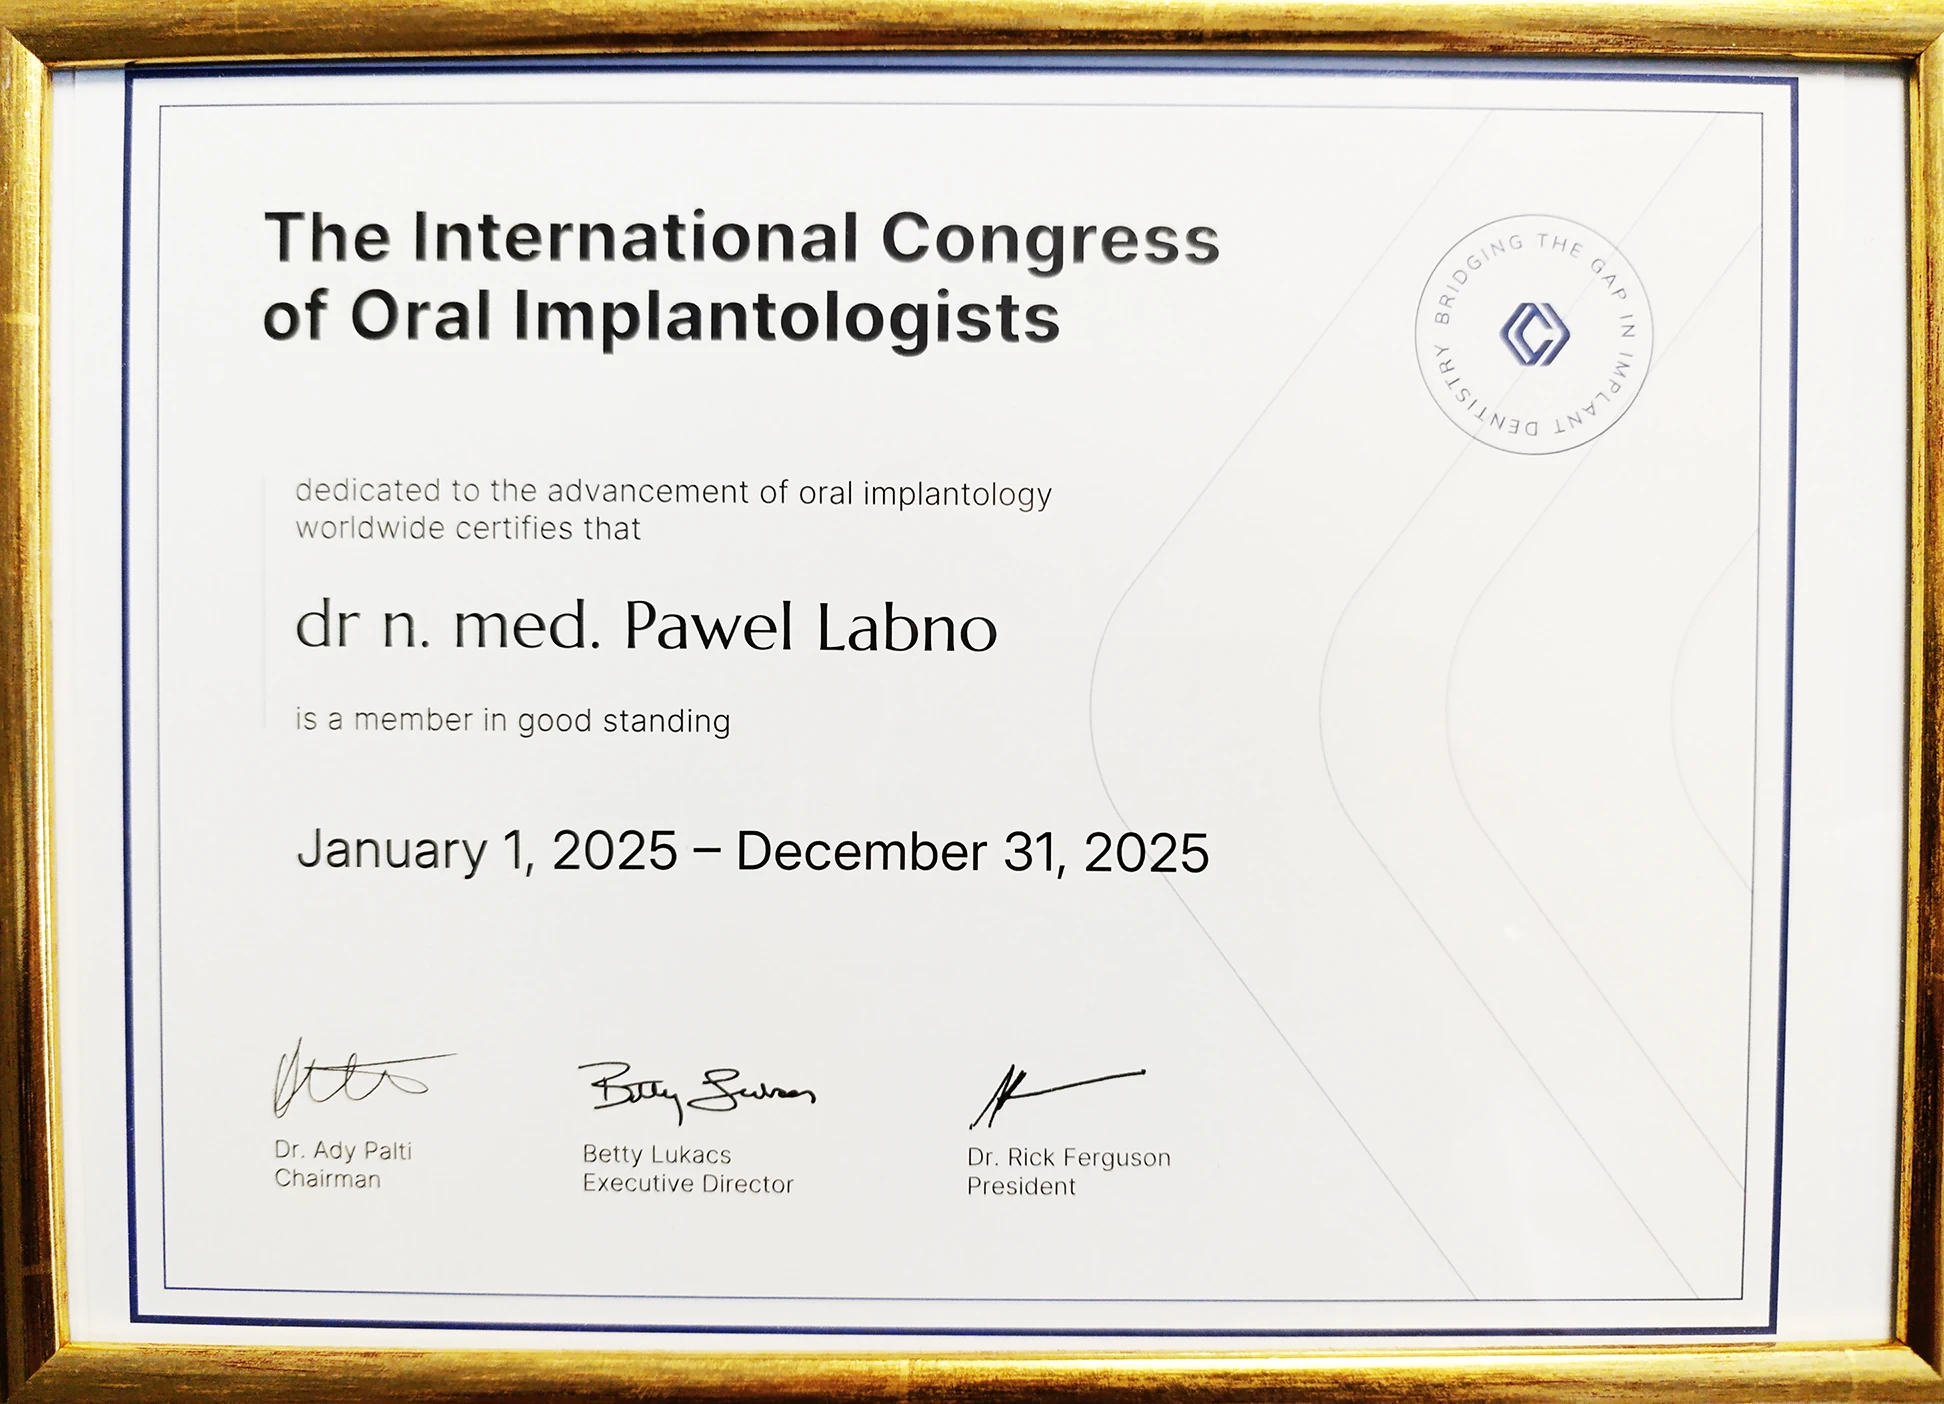 The International Congress
of Oral Implantologists
BRIDGING THE GAP IN IMPLANT DENTISTRY
dedicated to the advancement of oral implantology
worldwide certifies that
dr n. med. Pawel Labno
is a member in good standing
January 1, 2025 – December 31, 2025
Betty Lukacs
Dr. Ady Palti
Chairman
Betty Lukacs
Executive Director
Dr. Rick Ferguson
President